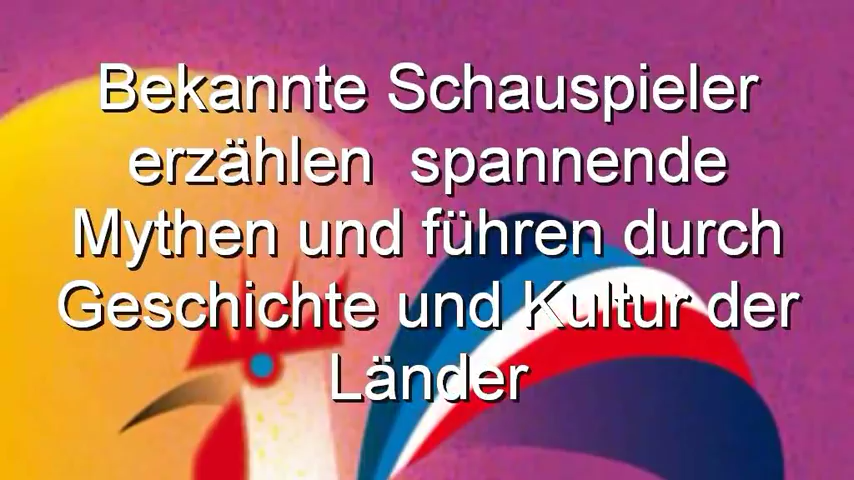 Bekannte Schauspieler
erzählen  spannende
Mythen und führen durch
Geschichte und Kultur der
Länder